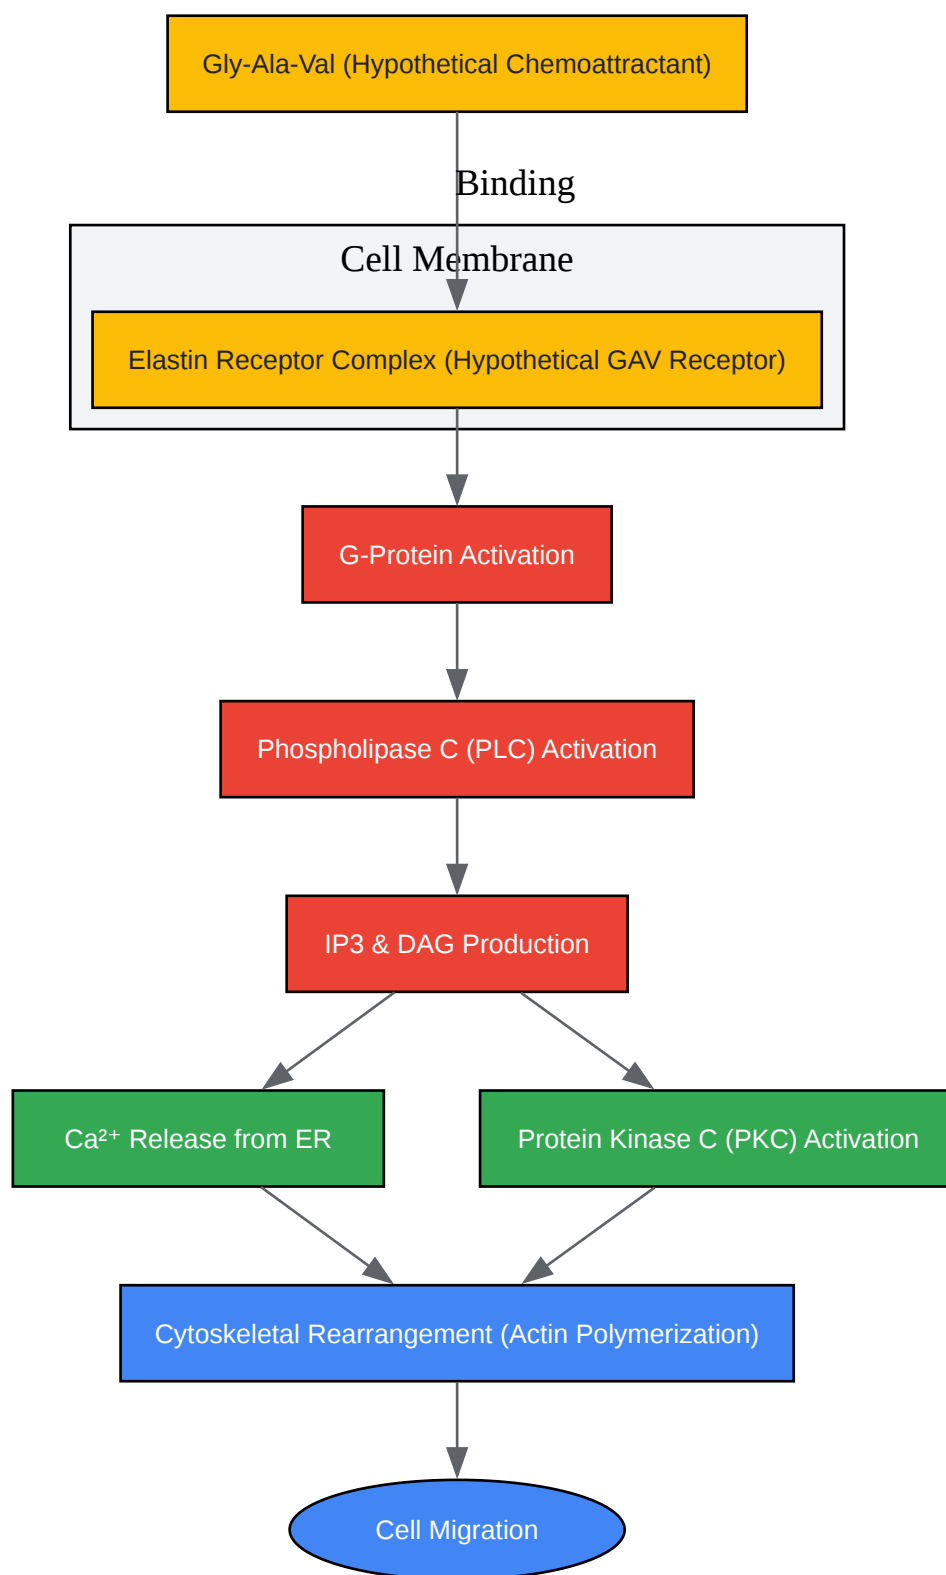 Gly-Ala-Val (Hypothetical Chemoattractant)
Binding
Cell Membrane
Elastin Receptor Complex (Hypothetical GAV Receptor)
G-Protein Activation
Phospholipase C (PLC) Activation
IP3 & DAG Production
Ca²⁺ Release from ER
Protein Kinase C (PKC) Activation
Cytoskeletal Rearrangement (Actin Polymerization)
Cell Migration